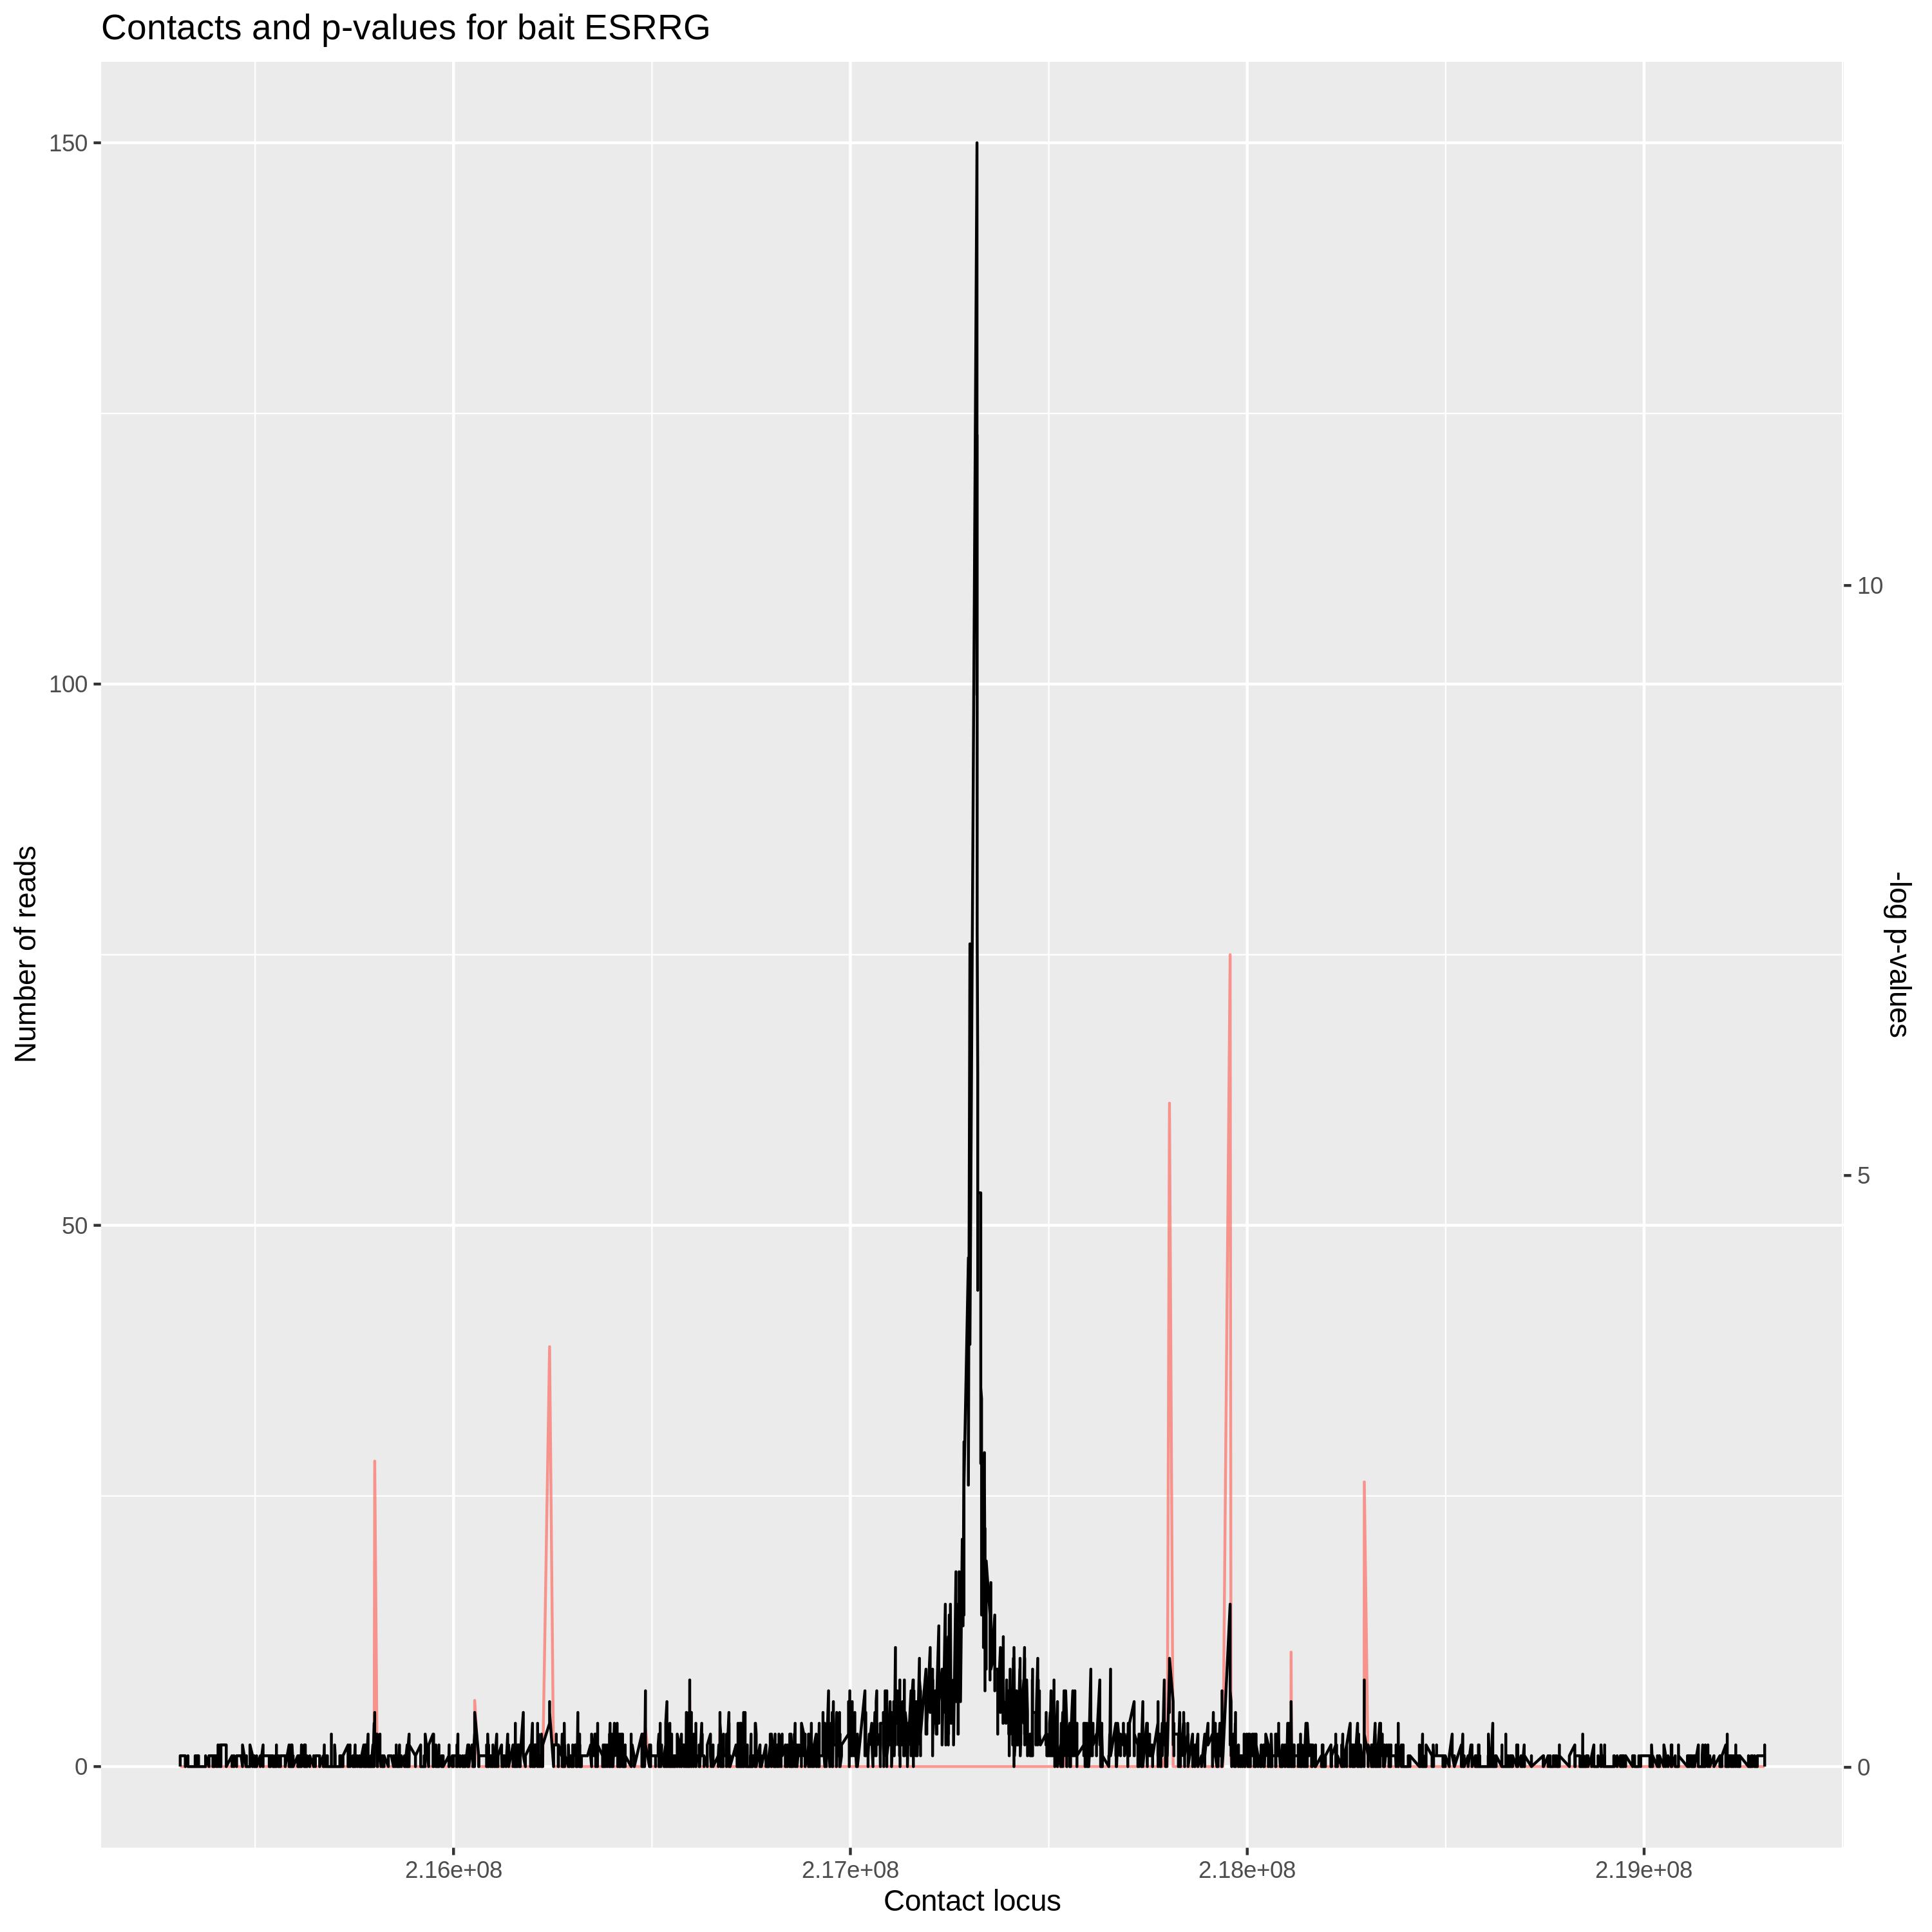 Contacts and p-values for bait ESRRG
150
100
50
0
Number of reads
10
5
0
-log p-values
2.16e+08
2.17e+08
2.18e+08
2.19e+08
Contact locus